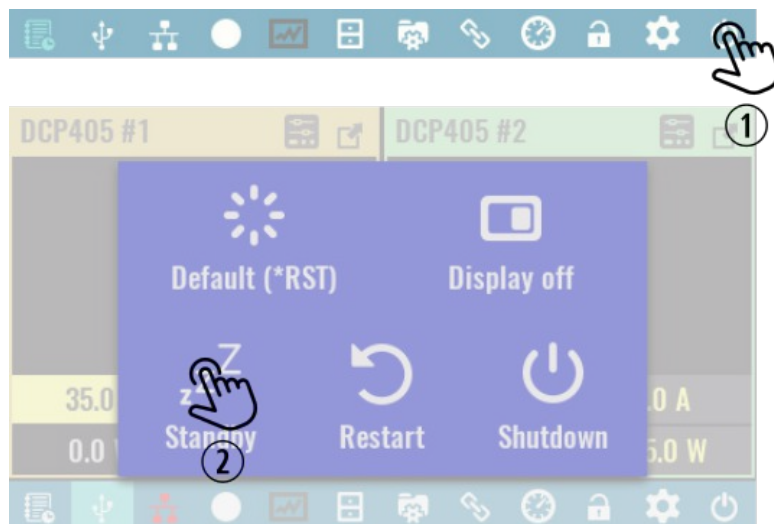 DCP405 #1 DCP405 #2
①
Default (*RST) Display off
zzZ
35.0 .0 A
Standby Restart Shutdown
0.0 5.0 W
②